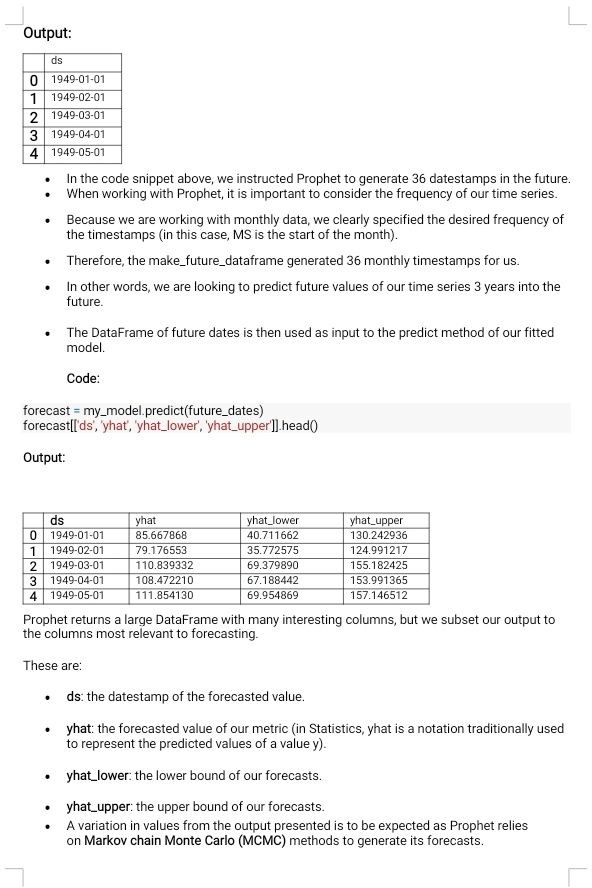 Output:
ds
0 1949-01-01
1 1949-02-01
2 1949-03-01
3 1949-04-01
4 1949-05-01
• In the code snippet above, we instructed Prophet to generate 36 datestamps in the future.
• When working with Prophet, it is important to consider the frequency of our time series.
• Because we are working with monthly data, we clearly specified the desired frequency of
the timestamps (in this case, MS is the start of the month).
• Therefore, the make_future_dataframe generated 36 monthly timestamps for us.
• In other words, we are looking to predict future values of our time series 3 years into the
future.
• The DataFrame of future dates is then used as input to the predict method of our fitted
model.
Code:
forecast = my_model.predict(future_dates)
forecast[['ds', 'yhat', 'yhat_lower', 'yhat_upper']].head()
Output:
ds yhat yhat_lower yhat_upper
0 1949-01-01 85.667868 40.711662 130.242936
1 1949-02-01 79.176553 35.772575 124.991217
2 1949-03-01 110.839332 69.379890 155.182425
3 1949-04-01 108.472210 67.188442 153.991365
4 1949-05-01 111.854130 69.954869 157.146512
Prophet returns a large DataFrame with many interesting columns, but we subset our output to
the columns most relevant to forecasting.
These are:
• ds: the datestamp of the forecasted value.
• yhat: the forecasted value of our metric (in Statistics, yhat is a notation traditionally used
to represent the predicted values of a value y).
• yhat_lower: the lower bound of our forecasts.
• yhat_upper: the upper bound of our forecasts.
• A variation in values from the output presented is to be expected as Prophet relies
on Markov chain Monte Carlo (MCMC) methods to generate its forecasts.